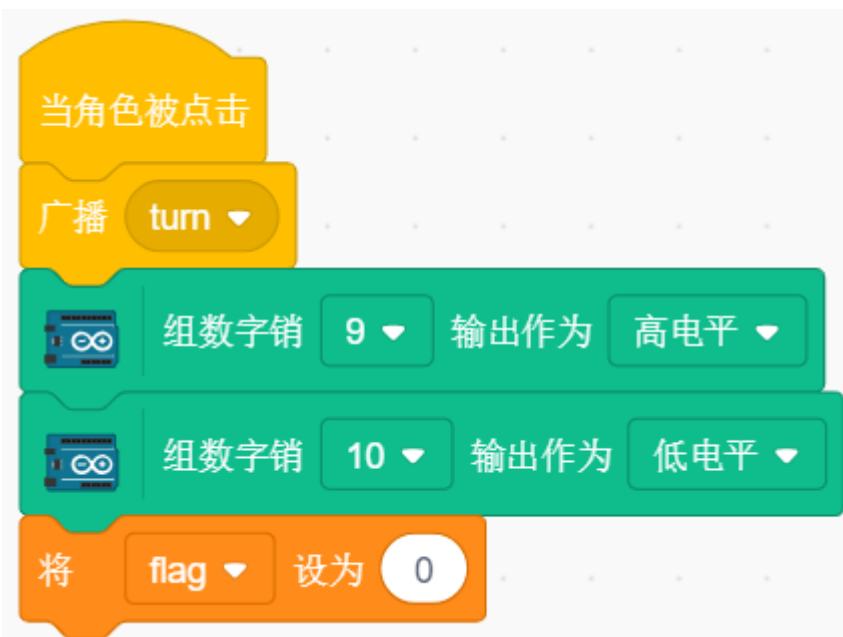 当角色被点击
广播 turn
组数字销 9 输出作为 高电平
组数字销 10 输出作为 低电平
将 flag 设为 0